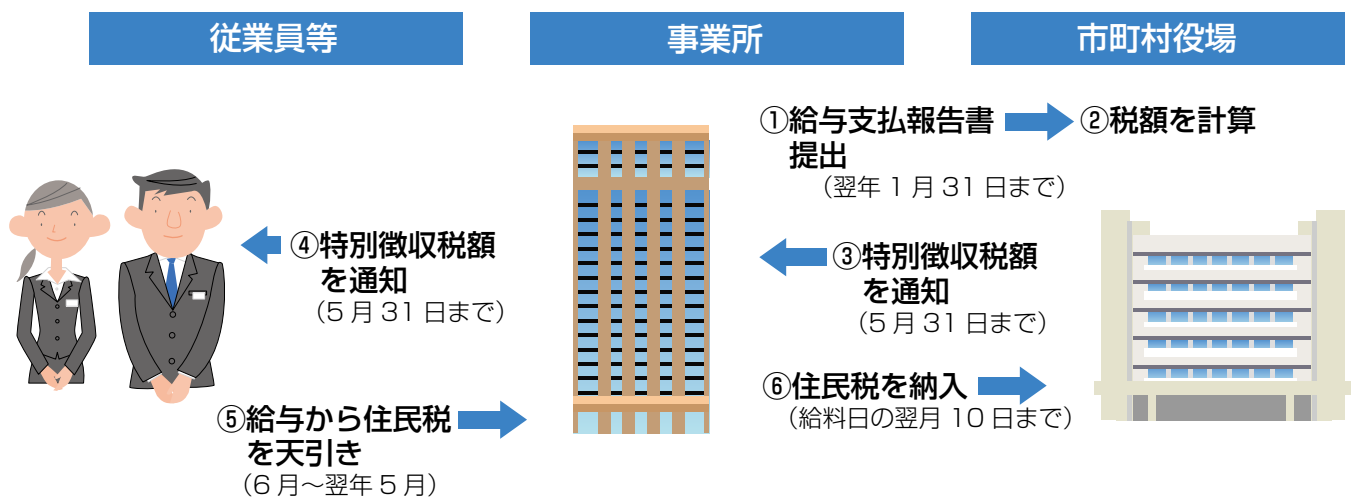 従業員等
事業所
市町村役場
①給与支払報告書
提出
（翌年 1 月 31 日まで）
②税額を計算
③特別徴収税額
を通知
（5 月 31 日まで）
④特別徴収税額
を通知
（5 月 31 日まで）
⑤給与から住民税
を天引き
（6 月～翌年 5 月）
⑥住民税を納入
（給料日の翌月 10 日まで）